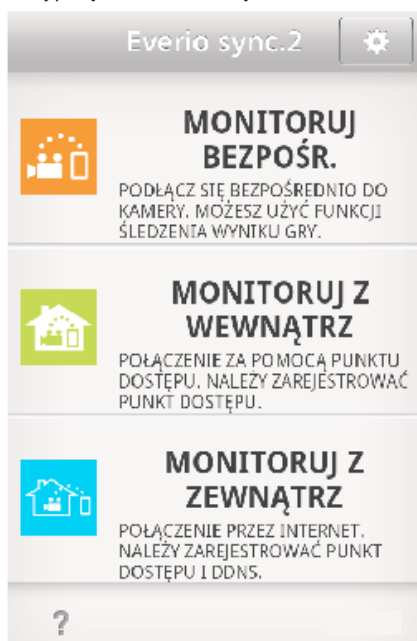 Everio sync.2
MONITORUJ
BEZPOŚR.
PODŁĄCZ SIĘ BEZPOŚREDNIO DO
KAMERY. MOŻESZ UŻYĆ FUNKCJI
ŚLEDZENIA WYNIKU GRY.
MONITORUJ Z
WEWNĄTRZ
POŁĄCZENIE ZA POMOCĄ PUNKTU
DOSTĘPU. NALEŻY ZAREJESTROWAĆ
PUNKT DOSTĘPU.
MONITORUJ Z
ZEWNĄTRZ
POŁĄCZENIE PRZEZ INTERNET.
NALEŻY ZAREJESTROWAĆ PUNKT
DOSTĘPU I DDNS.
?